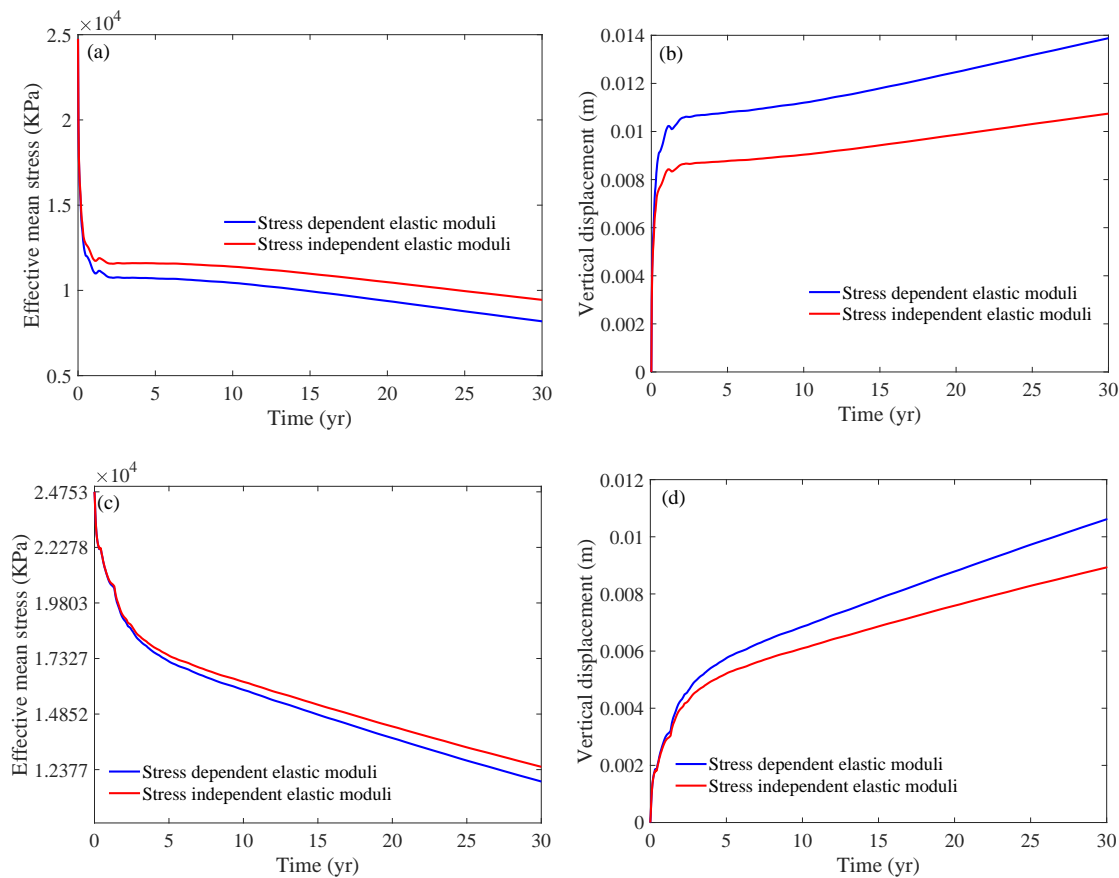 ×10⁴
(a)
2.5
2
1.5
1
0.5
0 5 10 15 20 25 30
Effective mean stress (KPa)
Time (yr)
Stress dependent elastic moduli
Stress independent elastic moduli
(b)
0.014
0.012
0.01
0.008
0.006
0.004
0.002
0
0 5 10 15 20 25 30
Vertical displacement (m)
Time (yr)
Stress dependent elastic moduli
Stress independent elastic moduli
×10⁴
(c)
2.4753
2.2278
1.9803
1.7327
1.4852
1.2377
0 5 10 15 20 25 30
Effective mean stress (KPa)
Time (yr)
Stress dependent elastic moduli
Stress independent elastic moduli
(d)
0.012
0.01
0.008
0.006
0.004
0.002
0
0 5 10 15 20 25 30
Vertical displacement (m)
Time (yr)
Stress dependent elastic moduli
Stress independent elastic moduli